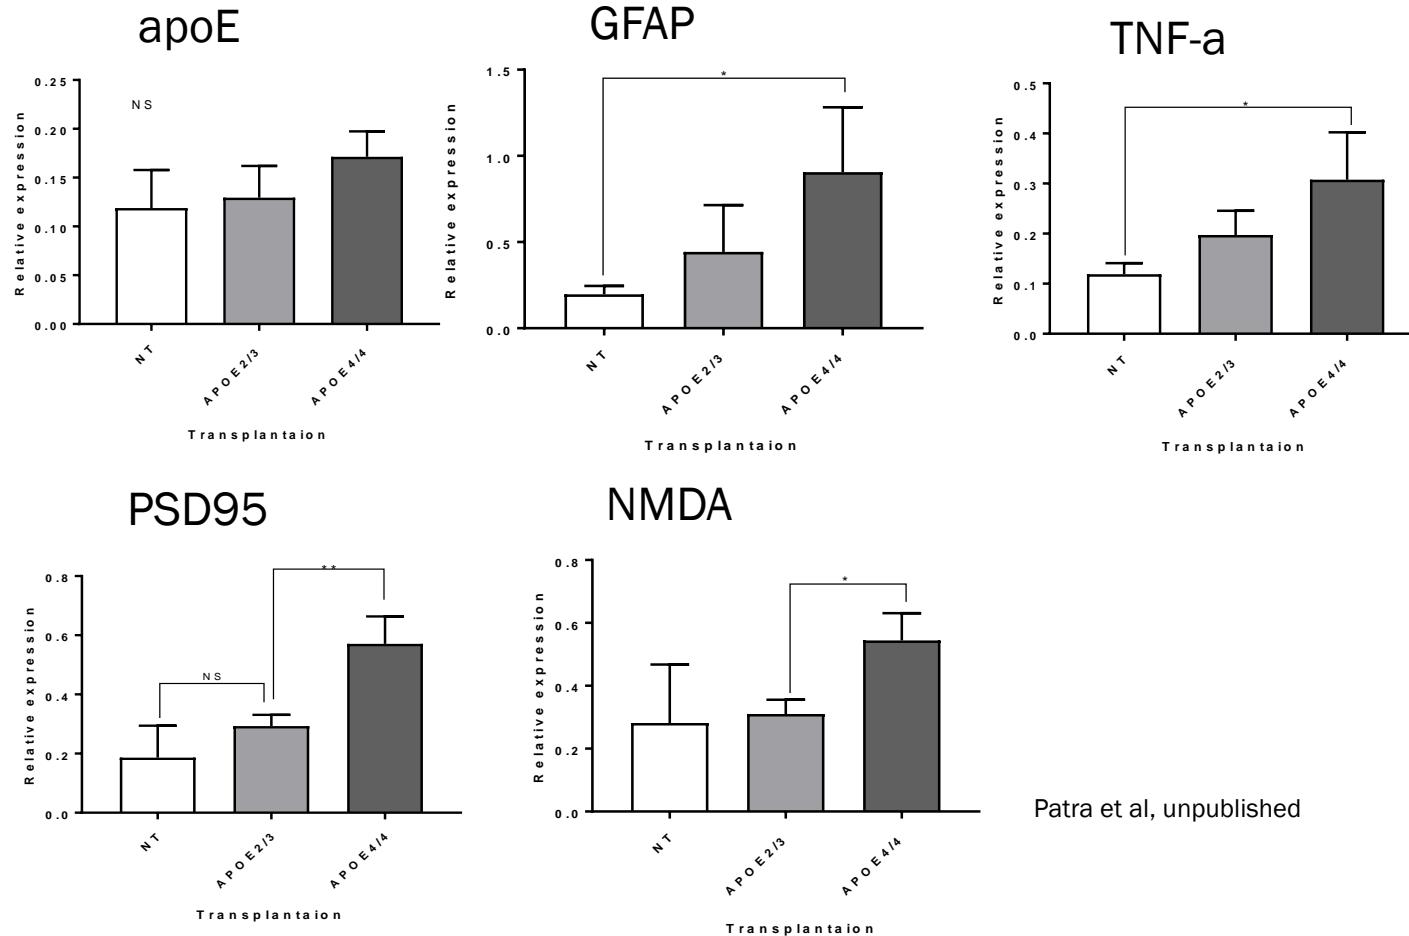 apoE
0.25
0.20
0.15
0.10
0.05
0.00
Relative expression
NS
NT
APOE2/3
APOE4/4
Transplantaion
GFAP
1.5
1.0
0.5
0.0
Relative expression
*
NT
APOE2/3
APOE4/4
Transplantaion
TNF-a
0.5
0.4
0.3
0.2
0.1
0.0
Relative expression
*
NT
APOE2/3
APOE4/4
Transplantaion
PSD95
0.8
0.6
0.4
0.2
0.0
Relative expression
NS
**
NT
APOE2/3
APOE4/4
Transplantaion
NMDA
0.8
0.6
0.4
0.2
0.0
Relative expression
*
NT
APOE2/3
APOE4/4
Transplantaion
Patra et al, unpublished